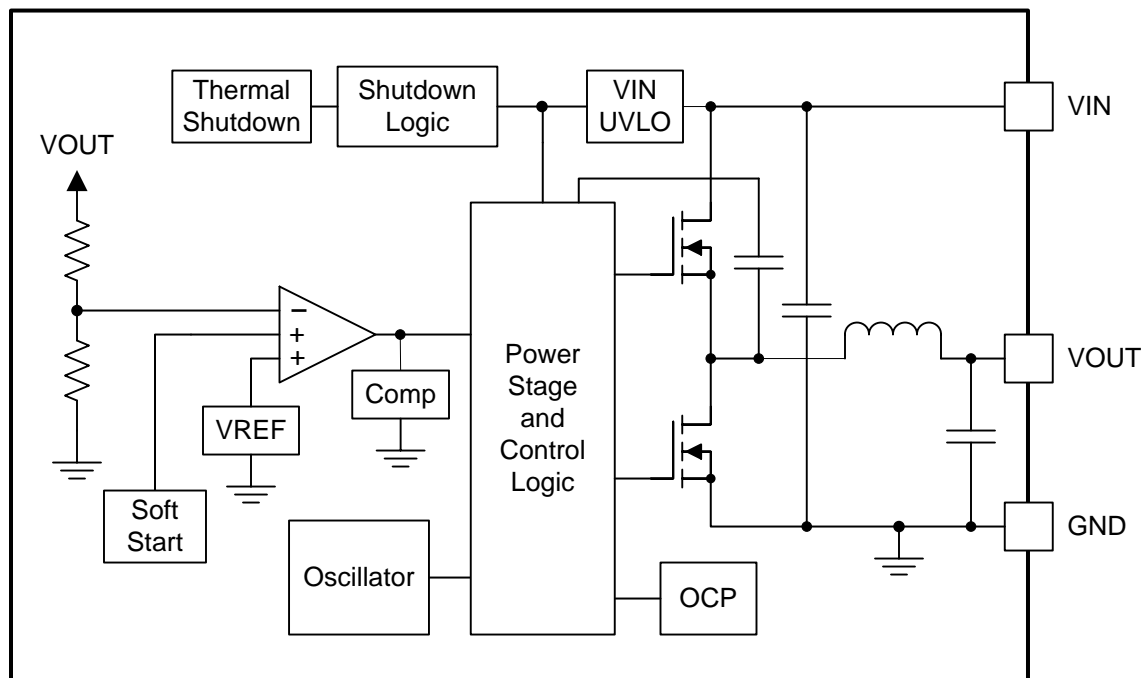 Thermal
Shutdown
Shutdown
Logic
VIN
UVLO
VIN
VOUT
−
+
+
Power
Stage
and
Control
Logic
Comp
VREF
VOUT
Soft
Start
Oscillator
OCP
GND